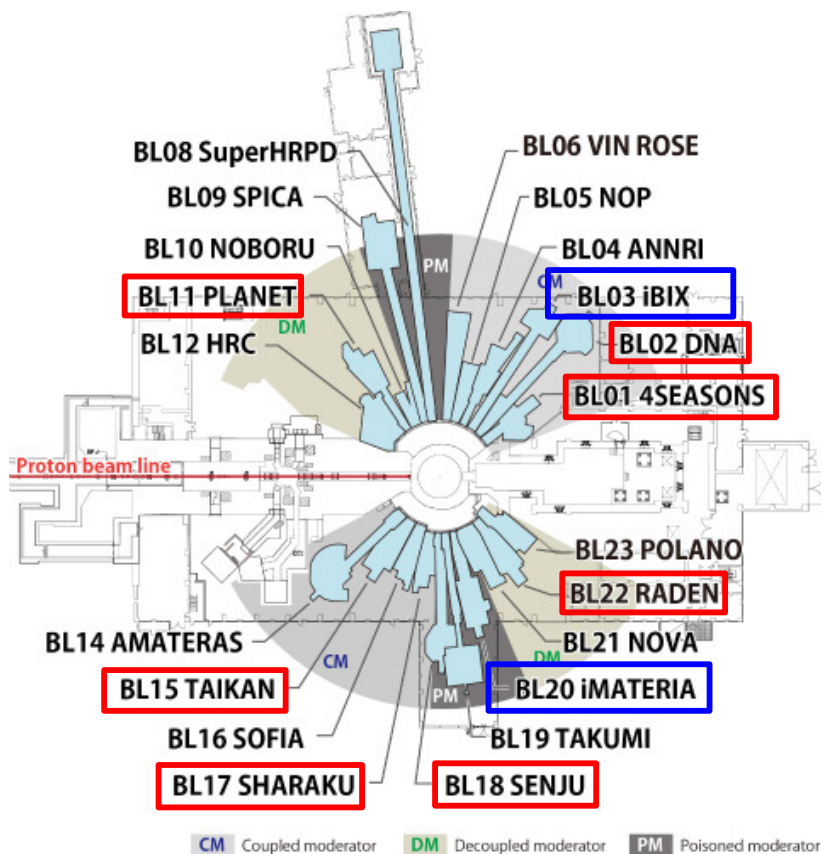 BL08 SuperHRPD
BL06 VIN ROSE
BL09 SPICA
BL05 NOP
BL10 NOBORU
PM
BL04 ANNRI
CM
BL11 PLANET
BL03 iBIX
DM
BL12 HRC
BL02 DNA
BL01 4SEASONS
Proton beam line
BL23 POLANO
BL22 RADEN
BL14 AMATERAS
BL21 NOVA
CM
DM
BL15 TAIKAN
PM
BL20 iMATERIA
BL16 SOFIA
BL19 TAKUMI
BL17 SHARAKU
BL18 SENJU
CM Coupled moderator DM Decoupled moderator PM Poisoned moderator